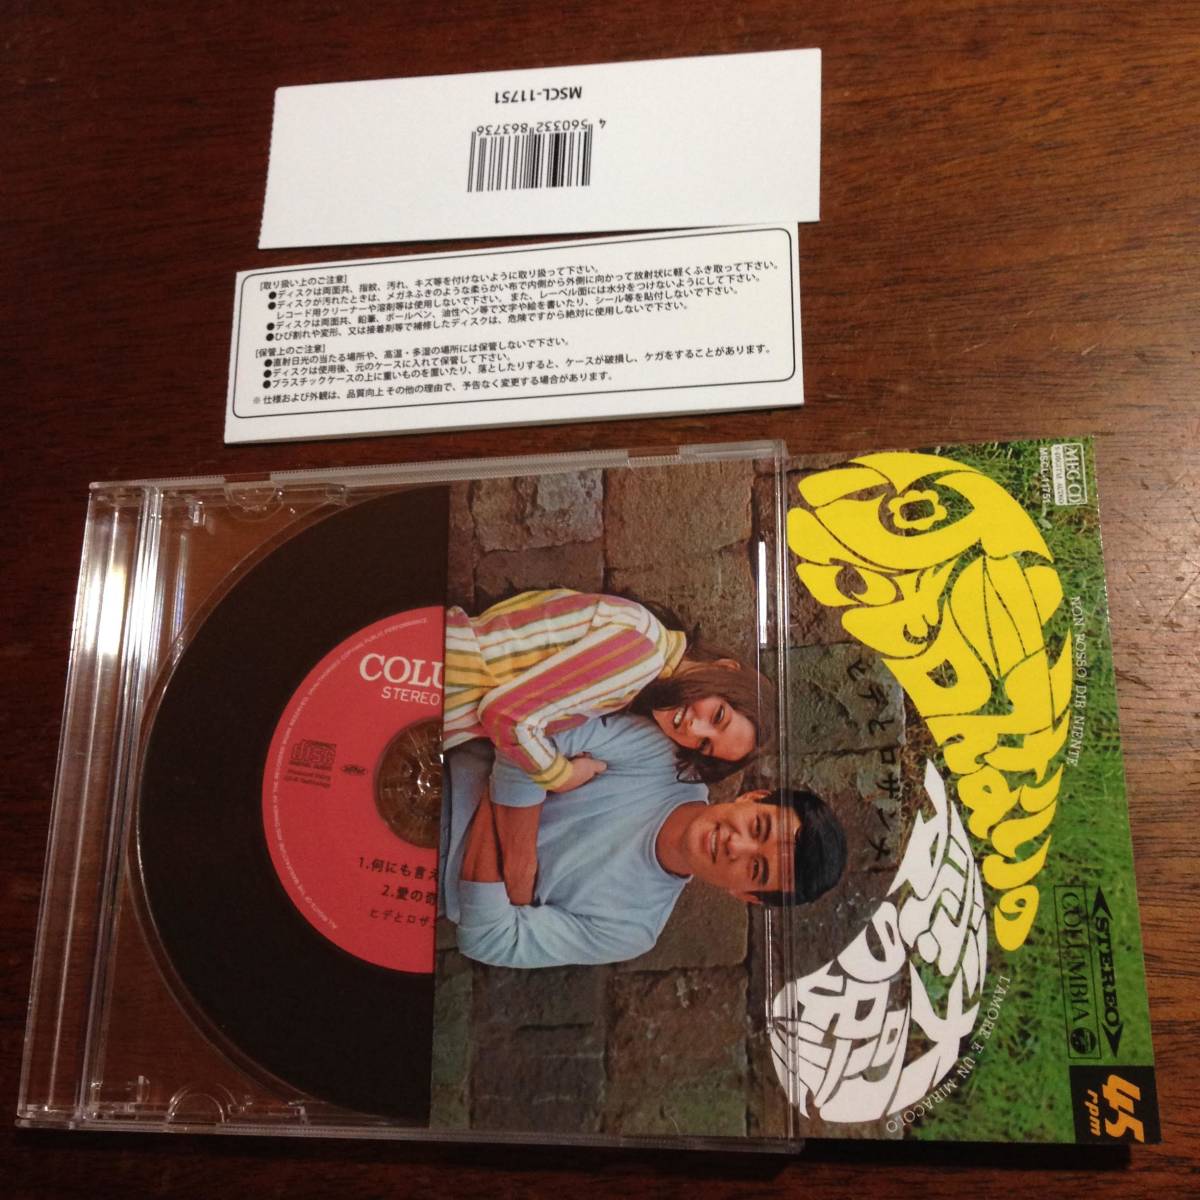 MSCL-11751
4 560332 863736
[取り扱い上のご注意]
●ディスクは両面共、指紋、汚れ、キズ等を付けないように取り扱って下さい。
●ディスクが汚れたときは、メガネふきのような柔らかい布で内側から外側に向かって放射状に軽くふき取って下さい。
レコード用クリーナーや溶剤等は使用しないで下さい。また、レーベル面には水分をつけないようにして下さい。
●ディスクは両面共、鉛筆、ボールペン、油性ペン等で文字や絵を書いたり、シール等を貼付しないで下さい。
●ひび割れや変形、又は接着剤等で補修したディスクは、危険ですから絶対に使用しないで下さい。
[保管上のご注意]
●直射日光の当たる場所や、高温・多湿の場所には保管しないで下さい。
●ディスクは使用後、元のケースに入れて保管して下さい。
●プラスチックケースの上に重いものを置いたり、落としたりすると、ケースが破損し、ケガをすることがあります。
※ 仕様および外観は、品質向上 その他の理由で、予告なく変更する場合があります。
MEG-CD
NON POSSO DIR NIENTE
何にも言えないの
愛の奇跡
ヒデとロザンナ
L'AMORE E UN MIRACOLO
STEREO
COLUMBIA
45
rpm
COLU
STEREO
1.何にも言え
2.愛の奇
ヒデとロザ